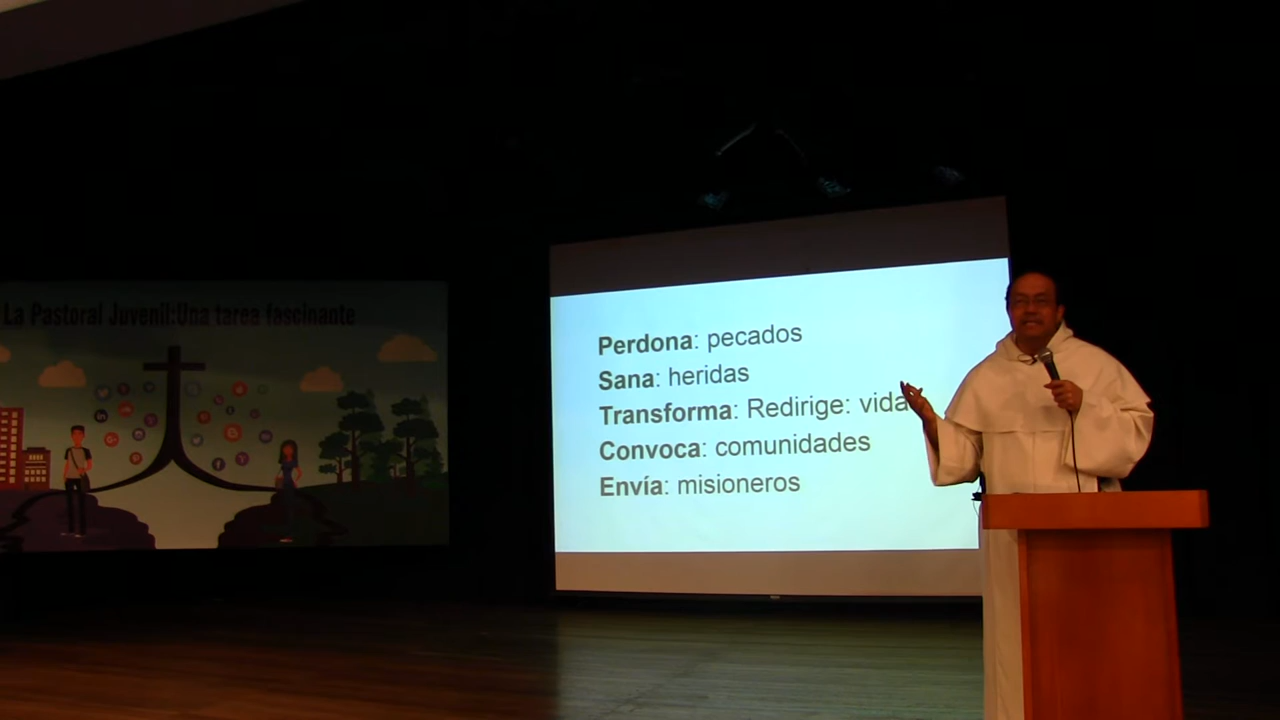 La Pastoral Juvenil:Una tarea fascinante
Perdona: pecados
Sana: heridas
Transforma: Redirige: vida
Convoca: comunidades
Envía: misioneros